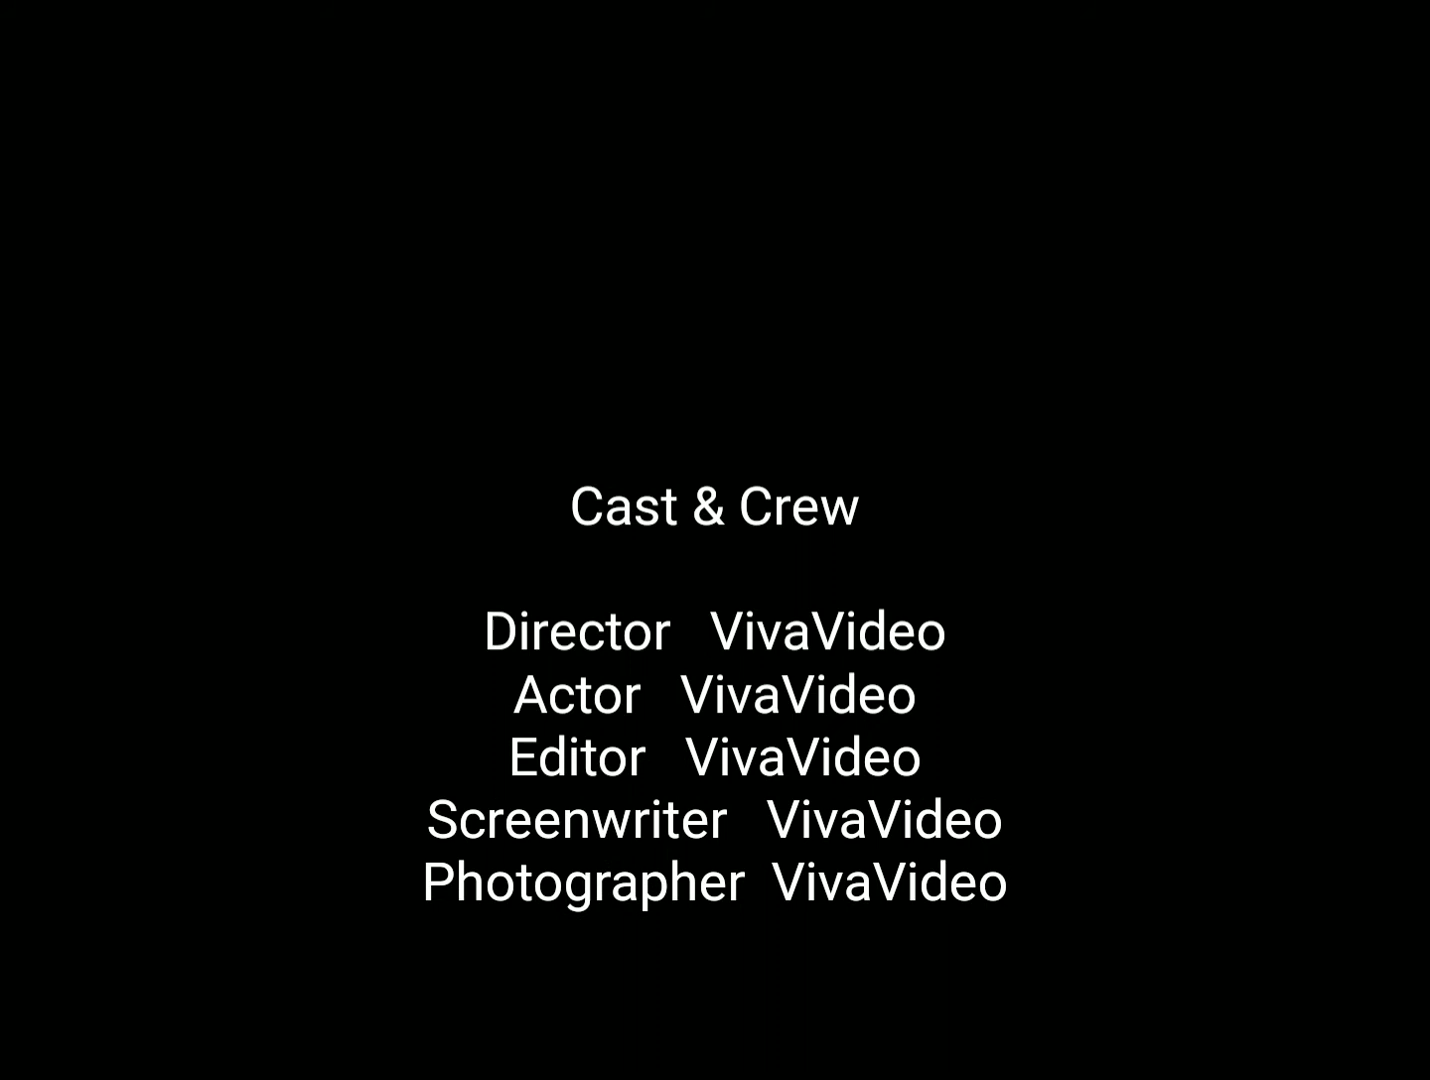 Cast & Crew
Director VivaVideo
Actor VivaVideo
Editor VivaVideo
Screenwriter VivaVideo
Photographer VivaVideo